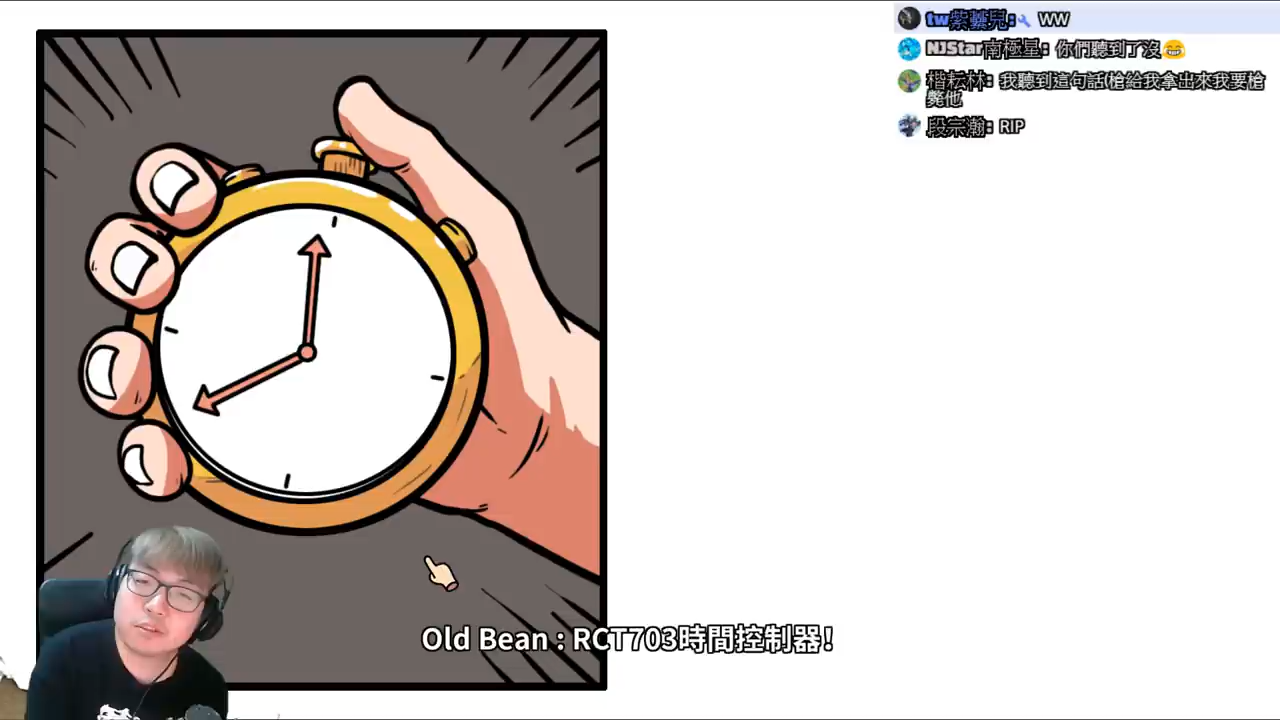 tw紫藝兒: WW
NJStar南極星: 你們聽到了沒😂
楷耘林: 我聽到這句話(槍給我拿出來我要槍
斃他
段宗瀚: RIP
Old Bean : RCT703時間控制器!